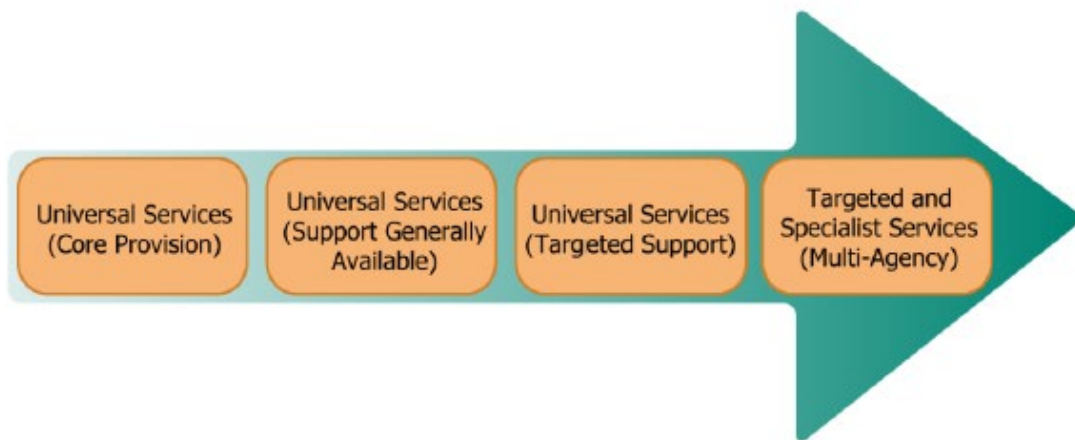 Universal Services
(Core Provision)
Universal Services
(Support Generally
Available)
Universal Services
(Targeted Support)
Targeted and
Specialist Services
(Multi-Agency)